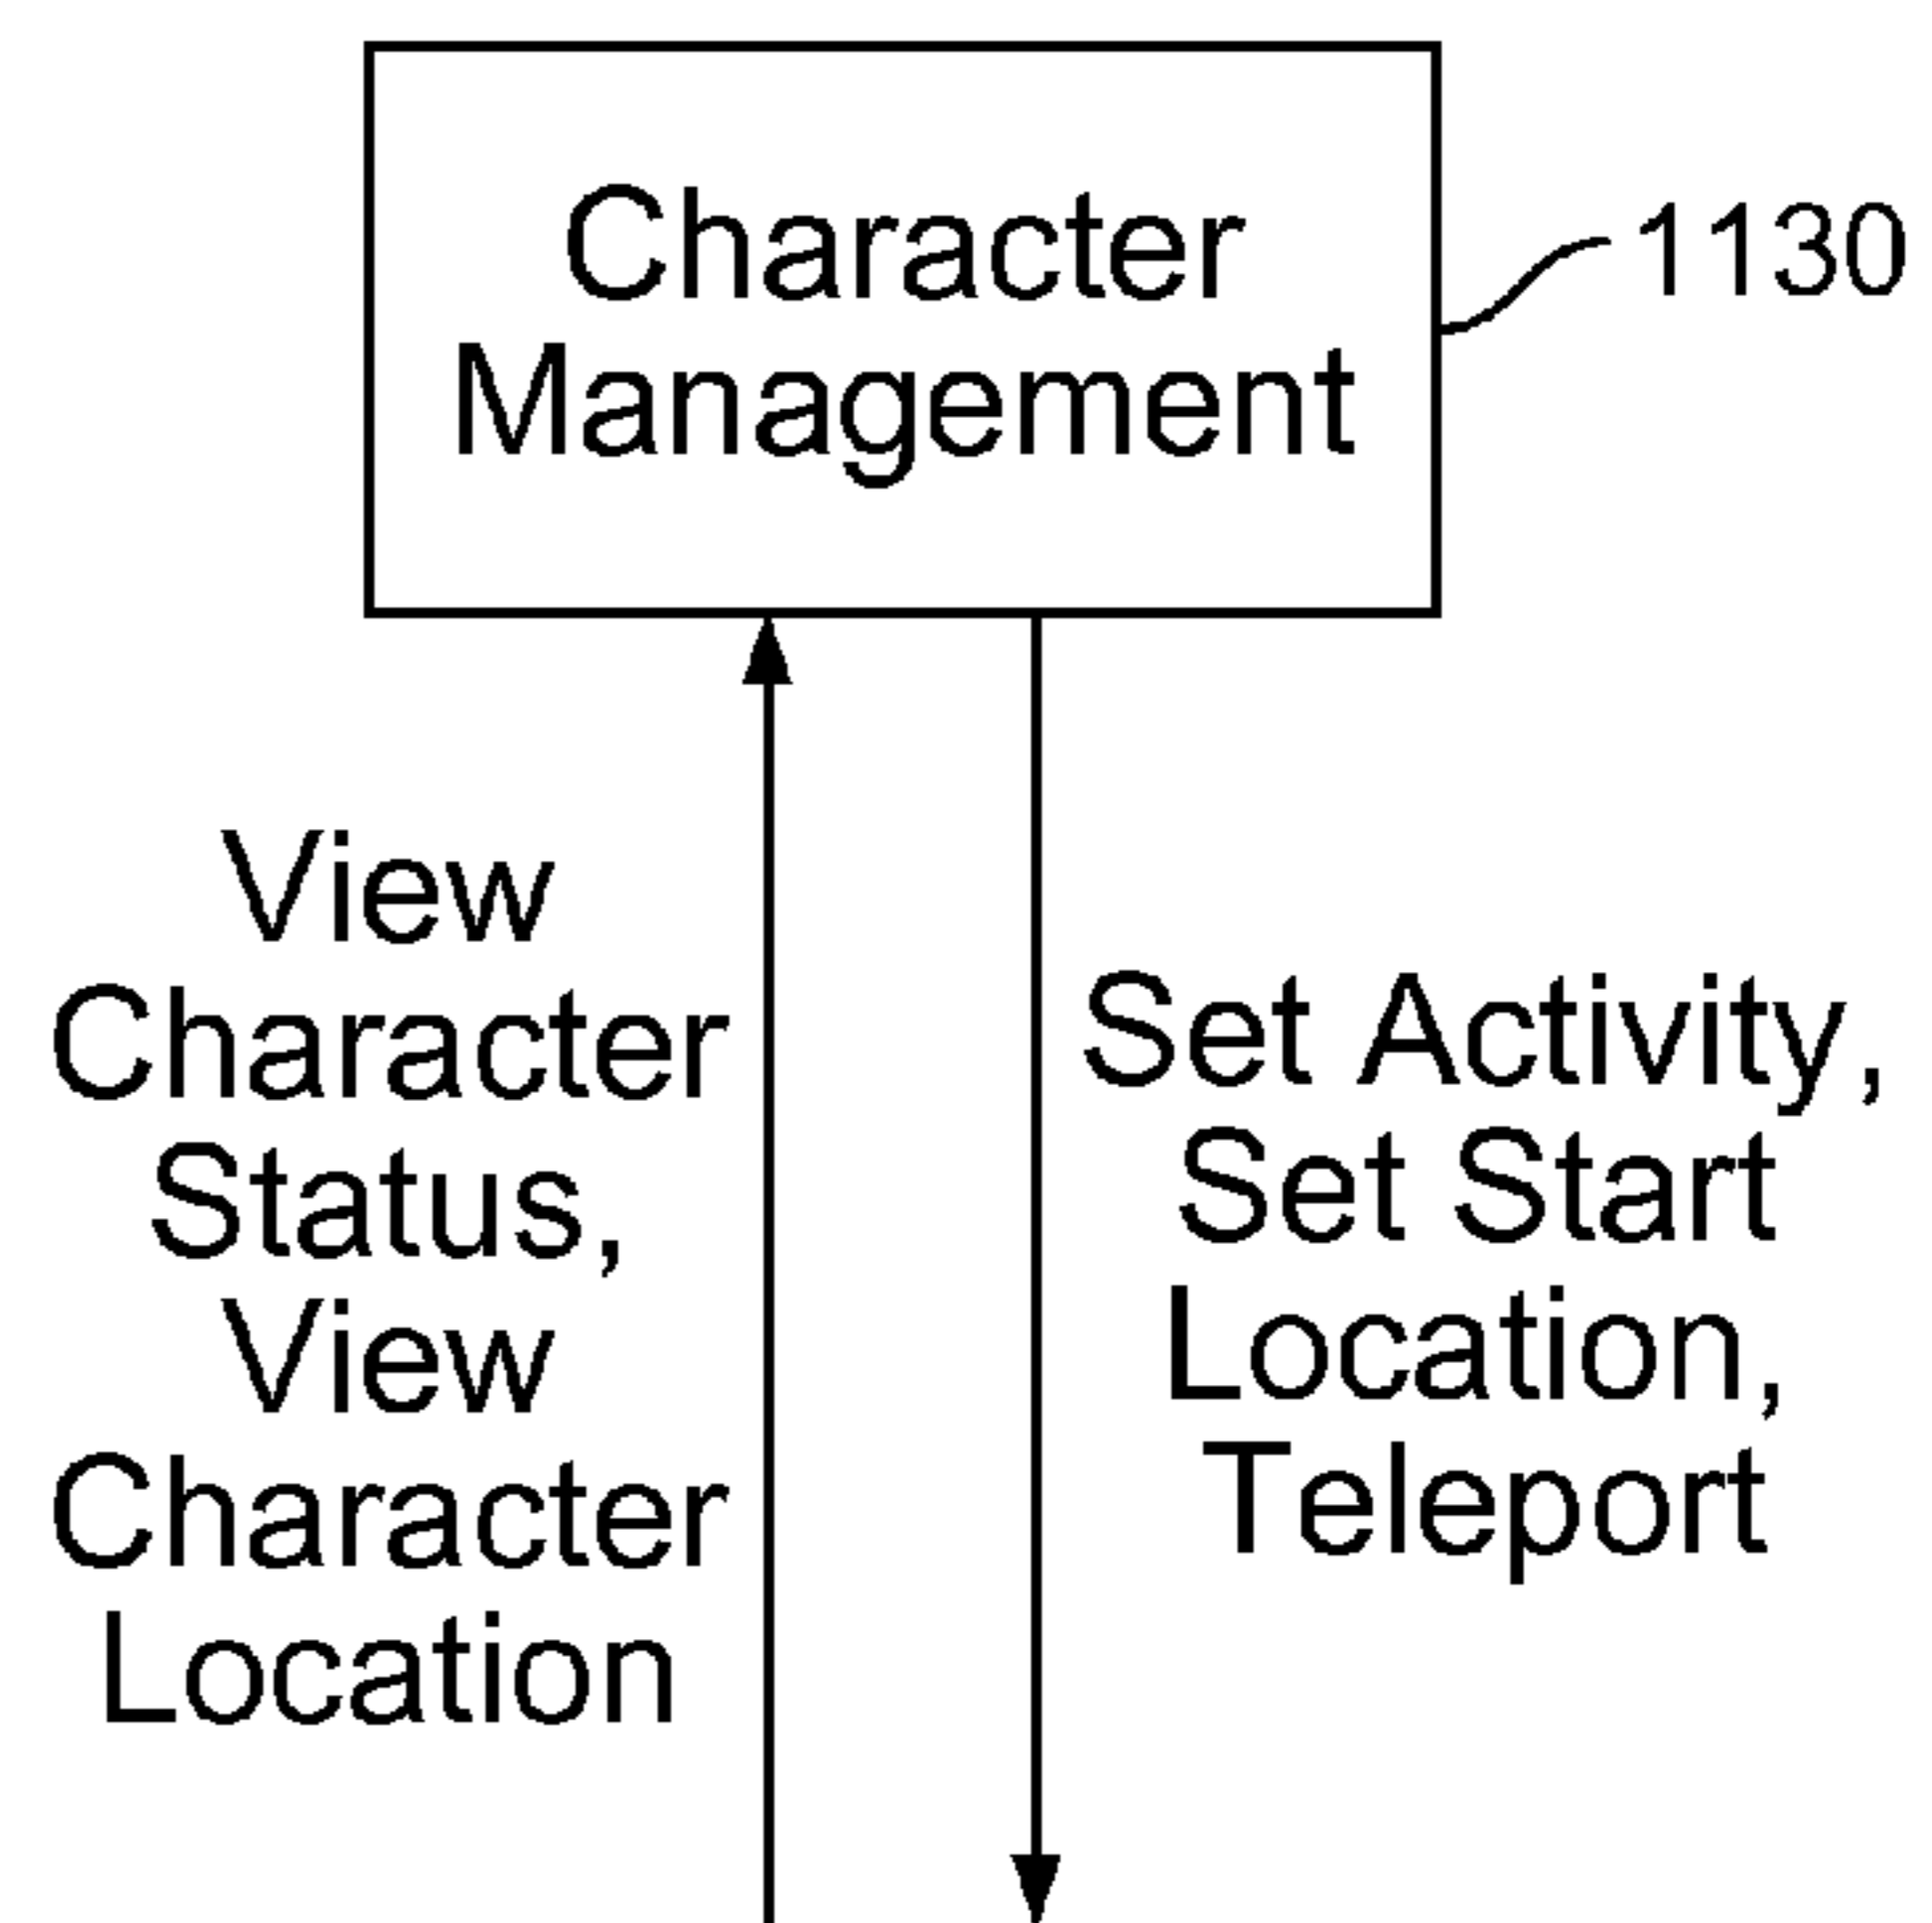 Character
Management
1130
View
Character
Status,
View
Character
Location
Set Activity,
Set Start
Location,
Teleport